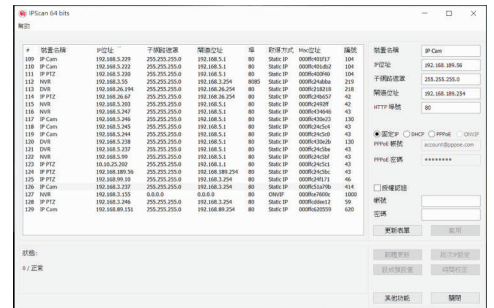 IPScan 64 bits
幫助
# 裝置名稱 IP位址 子網路遮罩 閘道位址 埠 取得方式 Mac位址 編號
109 IP Cam 192.168.3.229 255.255.255.0 192.168.5.1 80 Static IP 000ffc401f17 104
110 IP Cam 192.168.3.222 255.255.255.0 192.168.5.1 80 Static IP 000ffc401db2 104
111 IP PTZ 192.168.3.220 255.255.255.0 192.168.5.1 80 Static IP 000ffc400f40 104
112 NVR 192.168.3.55 255.255.255.0 192.168.3.254 8085 Static IP 000ffc24abba 219
113 DVR 192.168.26.194 255.255.255.0 192.168.26.254 80 Static IP 000ffc218218 218
114 IP PTZ 192.168.26.67 255.255.255.0 192.168.26.254 80 Static IP 000ffc24b657 42
115 NVR 192.168.5.203 255.255.255.0 192.168.5.1 80 Static IP 000ffc2492ff 42
116 NVR 192.168.5.247 255.255.255.0 192.168.5.1 80 Static IP 000ffc434646 43
117 IP Cam 192.168.5.246 255.255.255.0 192.168.5.1 80 Static IP 000ffc430e23 130
118 IP Cam 192.168.5.245 255.255.255.0 192.168.5.1 80 Static IP 000ffc24c5c4 43
119 IP Cam 192.168.5.244 255.255.255.0 192.168.5.1 80 Static IP 000ffc24c5c0 43
120 DVR 192.168.5.238 255.255.255.0 192.168.5.1 80 Static IP 000ffc430e2b 130
121 DVR 192.168.5.237 255.255.255.0 192.168.5.1 80 Static IP 000ffc24c5be 43
122 NVR 192.168.5.99 255.255.255.0 192.168.5.1 80 Static IP 000ffc24c5bf 43
123 IP PTZ 10.10.25.202 255.255.255.0 192.168.5.1 80 Static IP 000ffc24c5c1 43
124 IP PTZ 192.168.189.56 255.255.255.0 192.168.189.254 80 Static IP 000ffc24c5bc 43
125 IP PTZ 192.168.99.10 255.255.255.0 192.168.5.254 80 Static IP 000ffc24f171 46
126 IP Cam 192.168.3.237 255.255.255.0 192.168.3.254 80 Static IP 000ffc51a79b 414
127 NVR 192.168.3.155 0.0.0.0 0.0.0.0 80 ONVIF 000ffce7600c 1000
128 IP PTZ 192.168.3.246 255.255.255.0 192.168.3.254 80 Static IP 000ffcddee12 59
129 IP Cam 192.168.89.151 255.255.255.0 192.168.89.254 80 Static IP 000ffc620559 620
裝置名稱 IP Cam
IP位址 192.168.189.56
子網路遮罩 255.255.255.0
閘道位址 192.168.189.254
HTTP 埠號 80
固定IP DHCP PPPoE ONVIF
PPPoE 帳號 account@pppoe.com
PPPoE 密碼 ********
授權認證
帳號
密碼
更新表單 套用
狀態:
0 / 正常
韌體更新 批次IP設定
設成預設值 時間校正
其他功能 關閉